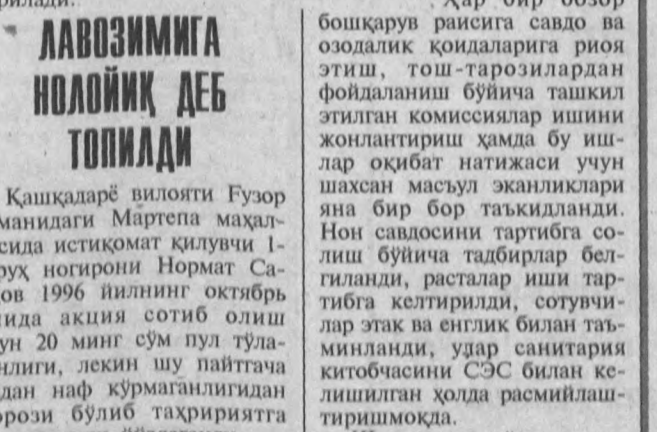 ЛАВОЗИМИГА
НОЛОЙИҚ ДЕБ
ТОПИЛДИ
Қашқадарё вилояти Ғузор
манидаги Мартепа маҳал-
сида истиқомат қилувчи 1-
руҳ ногирони Нормат Са-
ов 1996 йилнинг октябрь
ида акция сотиб олиш
ун 20 минг сўм пул тўла-
нлиги, лекин шу пайтгача
дан наф кўрмаганлигидан
рози бўлиб таҳририятга
бошқарув раисига савдо ва
озодалик қоидаларига риоя
этиш, тош-тарозилардан
фойдаланиш бўйича ташкил
этилган комиссиялар ишини
жонлантириш ҳамда бу иш-
лар оқибат натижаси учун
шахсан масъул эканликлари
яна бир бор таъкидланди.
Нон савдосини тартибга со-
лиш бўйича тадбирлар бел-
гиланди, расталар иши тар-
тибга келтирилди, сотувчи-
лар этак ва енглик билан таъ-
минланди, улар санитария
китобчасини СЭС билан ке-
лишилган ҳолда расмийлаш-
тиришмоқда.